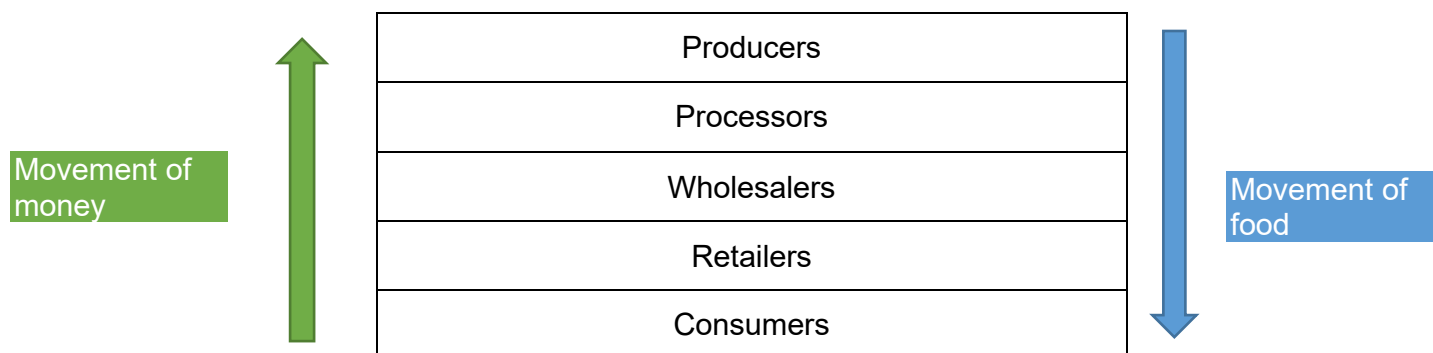 Producers
Processors
Wholesalers
Retailers
Consumers
Movement of
money
Movement of
food